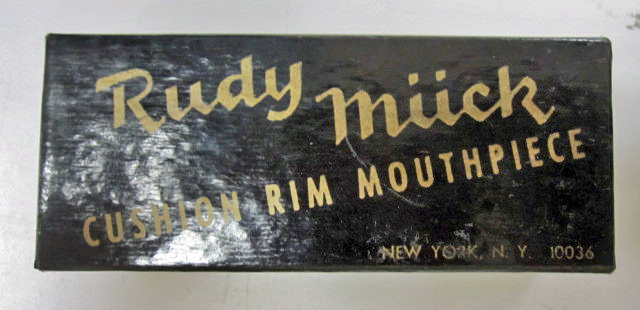 Rudy Mück
CUSHION RIM MOUTHPIECE
NEW YORK, N. Y. 10036